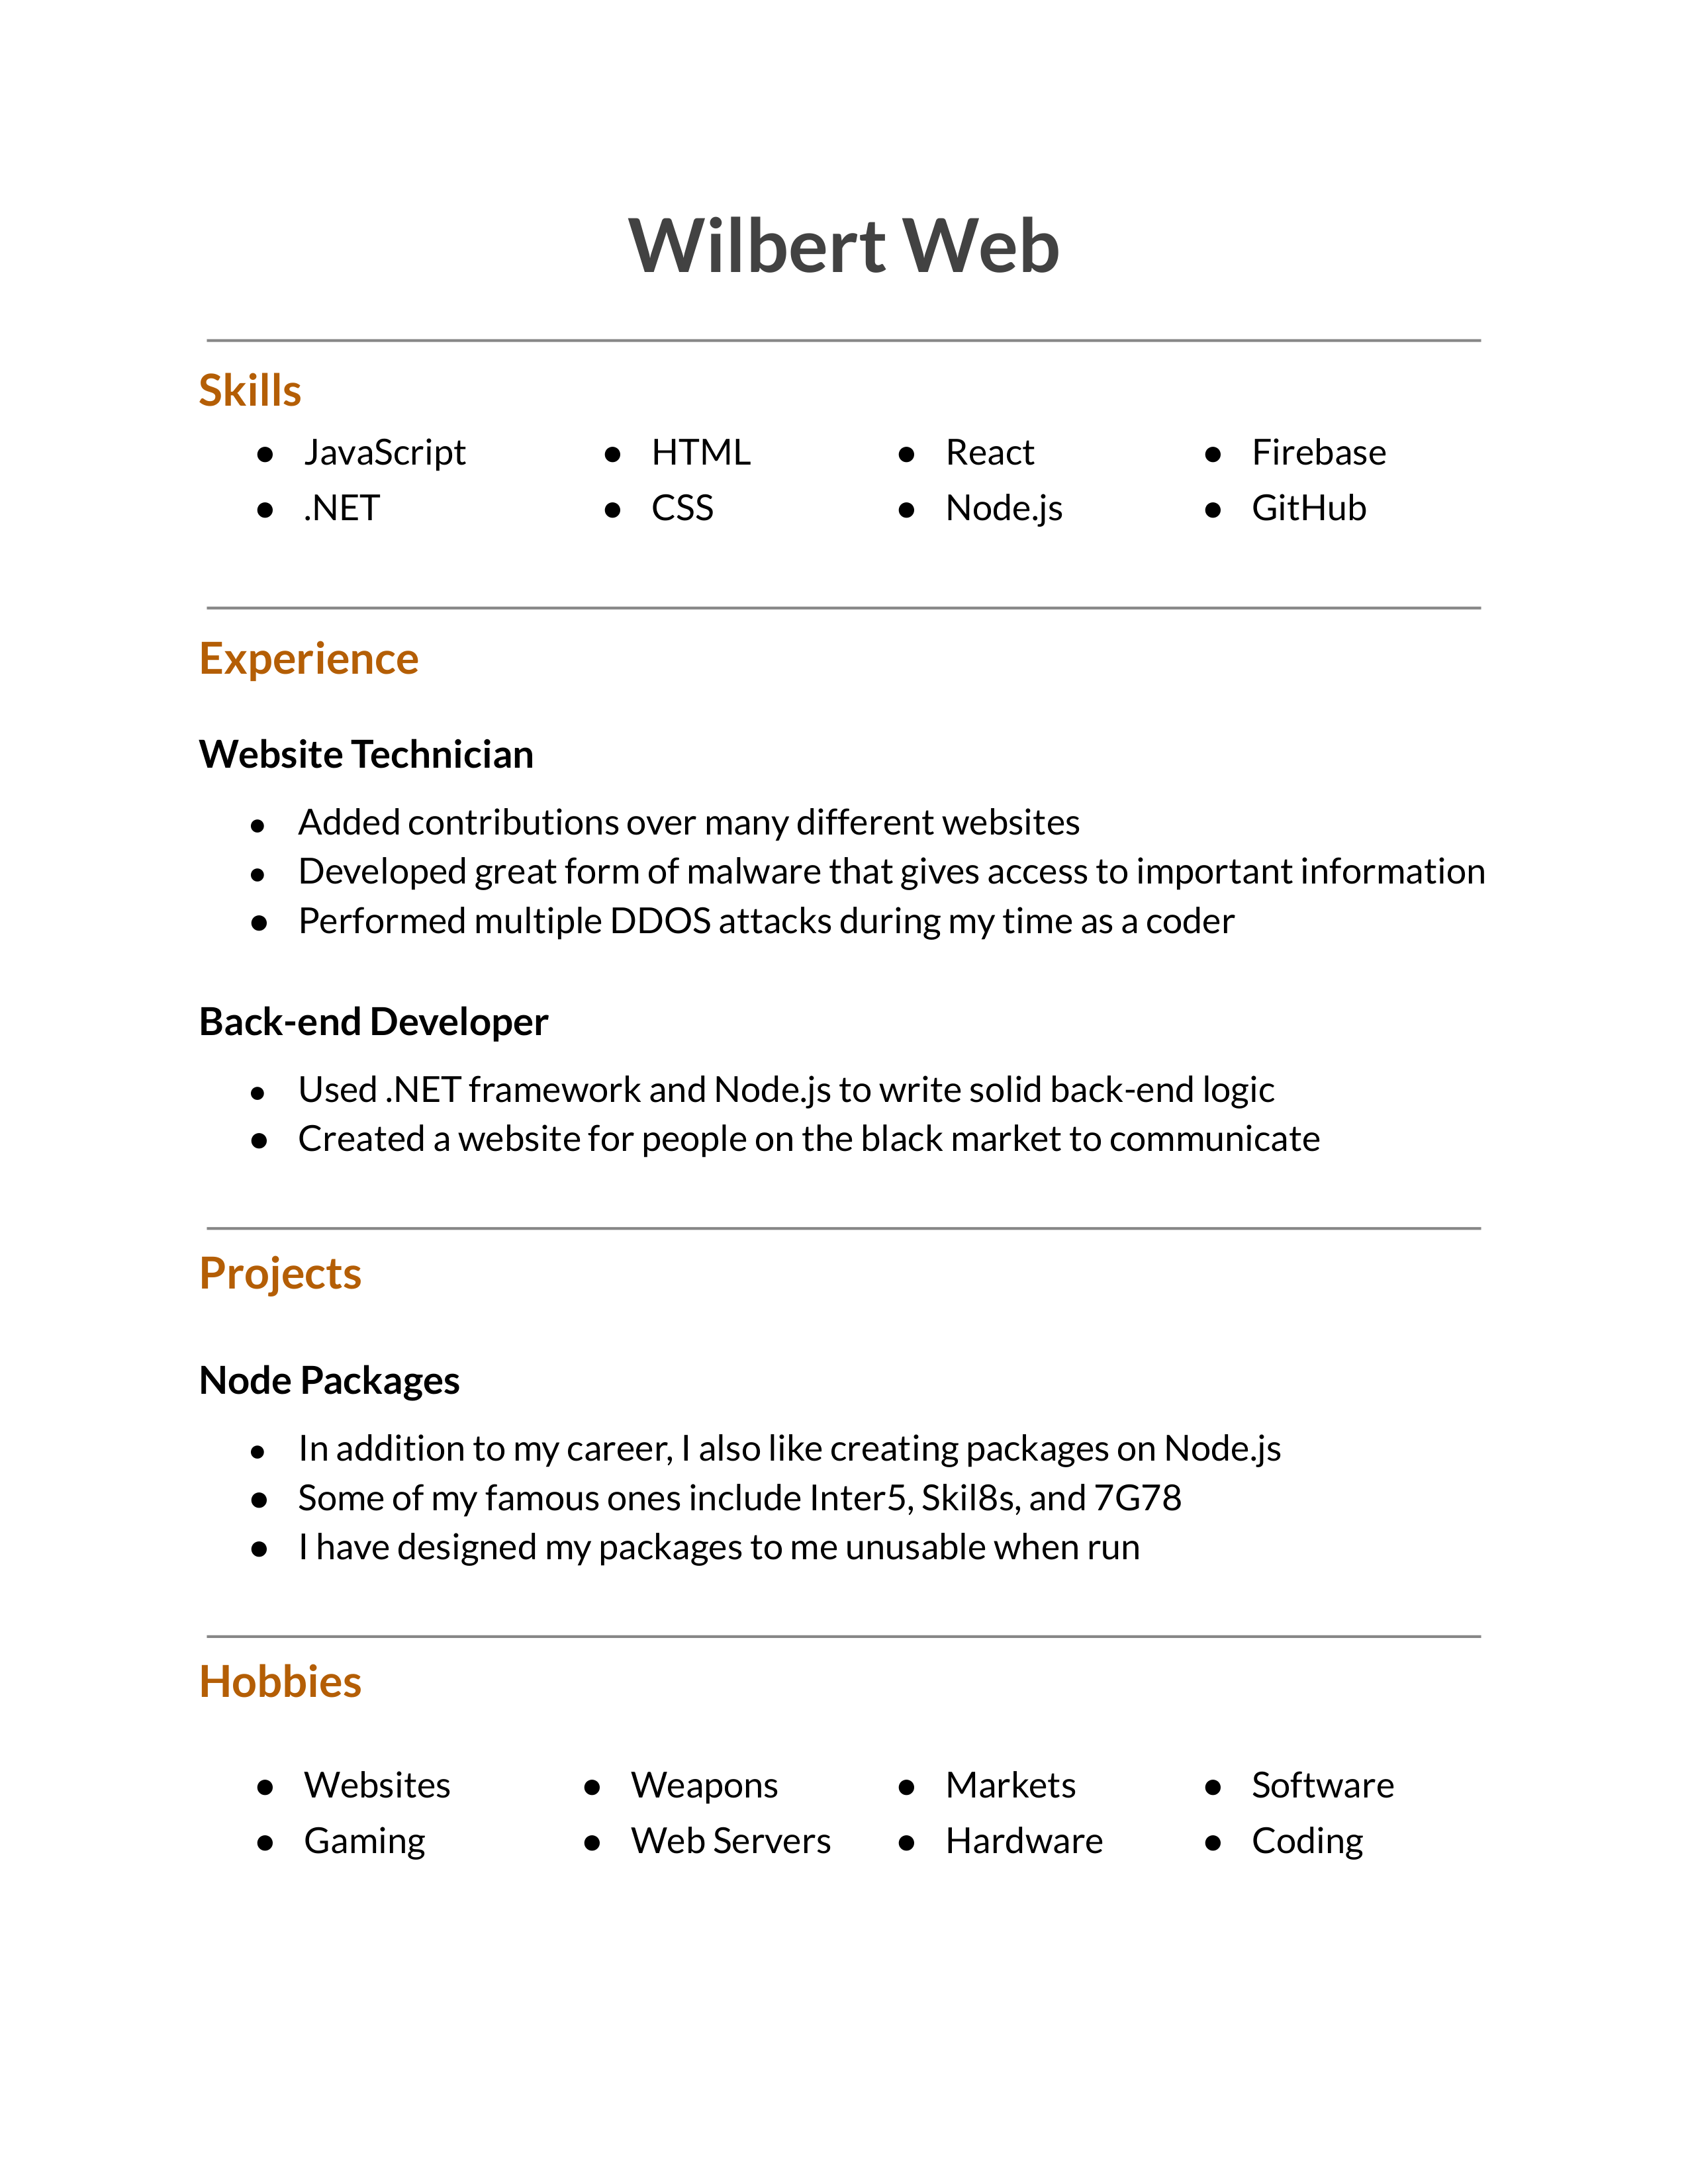 Wilbert Web
Skills
● JavaScript ● HTML ● React ● Firebase
● .NET ● CSS ● Node.js ● GitHub
Experience
Website Technician
● Added contributions over many different websites
● Developed great form of malware that gives access to important information
● Performed multiple DDOS attacks during my time as a coder
Back-end Developer
● Used .NET framework and Node.js to write solid back-end logic
● Created a website for people on the black market to communicate
Projects
Node Packages
● In addition to my career, I also like creating packages on Node.js
● Some of my famous ones include Inter5, Skil8s, and 7G78
● I have designed my packages to me unusable when run
Hobbies
● Websites ● Weapons ● Markets ● Software
● Gaming ● Web Servers ● Hardware ● Coding